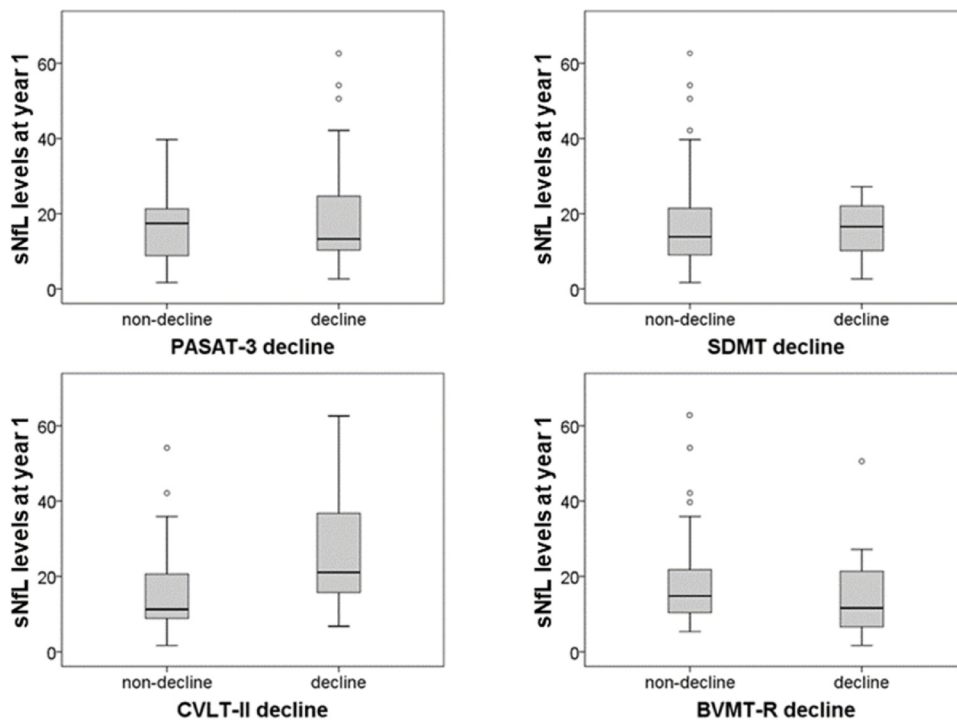 sNfL levels at year 1
60
40
20
0
non-decline decline
PASAT-3 decline
sNfL levels at year 1
60
40
20
0
non-decline decline
SDMT decline
sNfL levels at year 1
60
40
20
0
non-decline decline
CVLT-II decline
sNfL levels at year 1
60
40
20
0
non-decline decline
BVMT-R decline